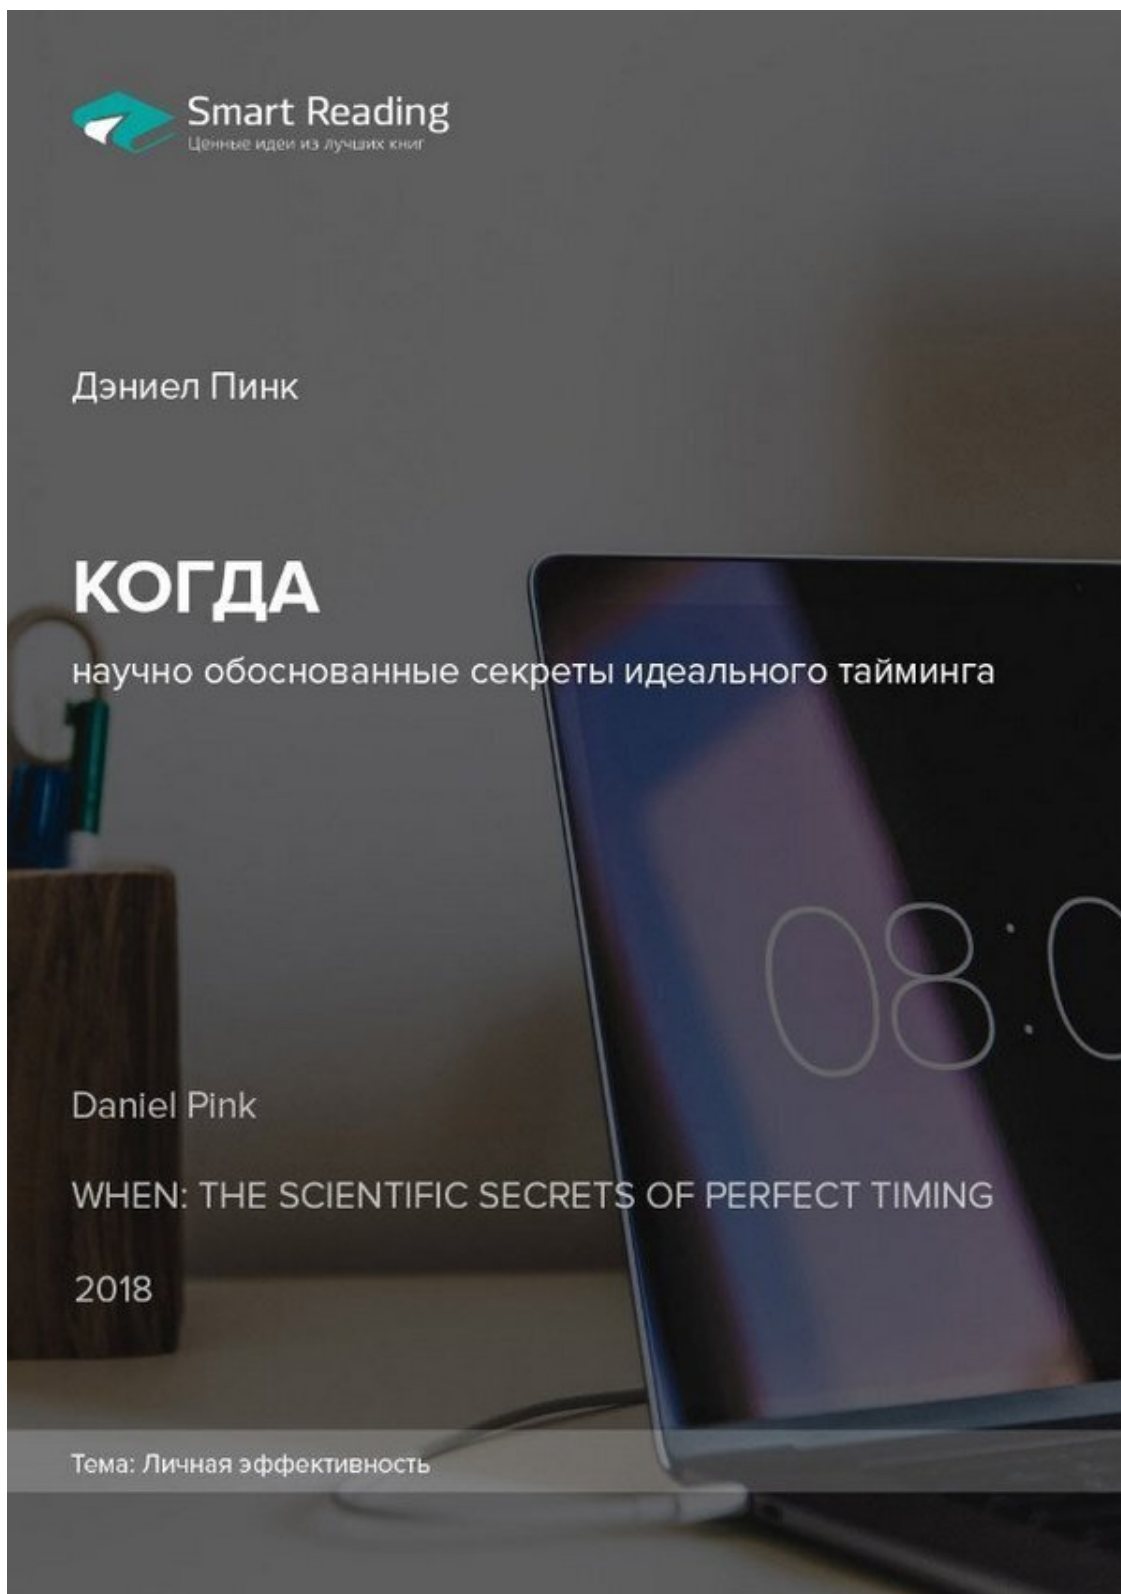 Smart Reading
Ценные идеи из лучших книг
Дэниел Пинк
КОГДА
научно обоснованные секреты идеального тайминга
08:0
Daniel Pink
WHEN: THE SCIENTIFIC SECRETS OF PERFECT TIMING
2018
Тема: Личная эффективность